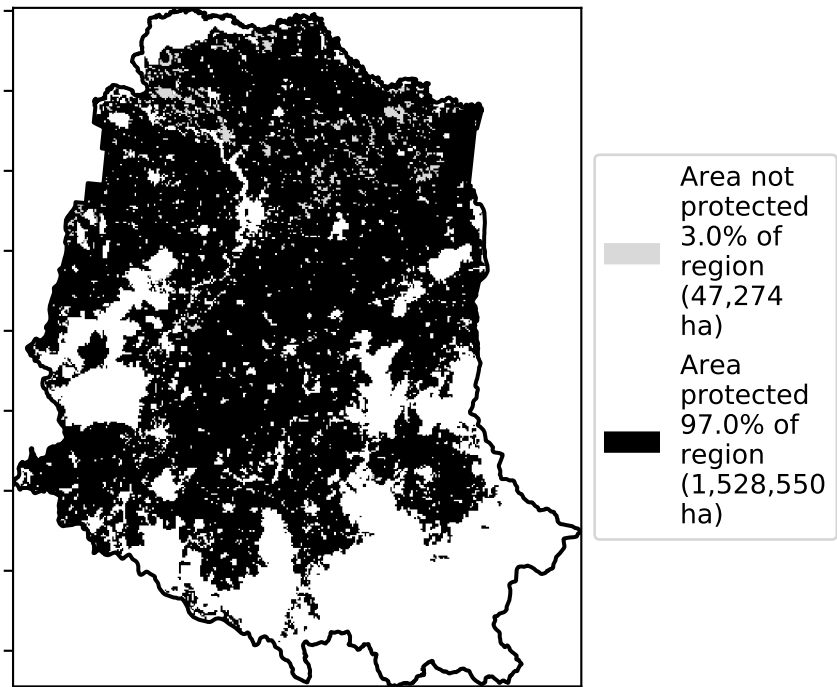 Area not
protected
3.0% of
region
(47,274
ha)
Area
protected
97.0% of
region
(1,528,550
ha)